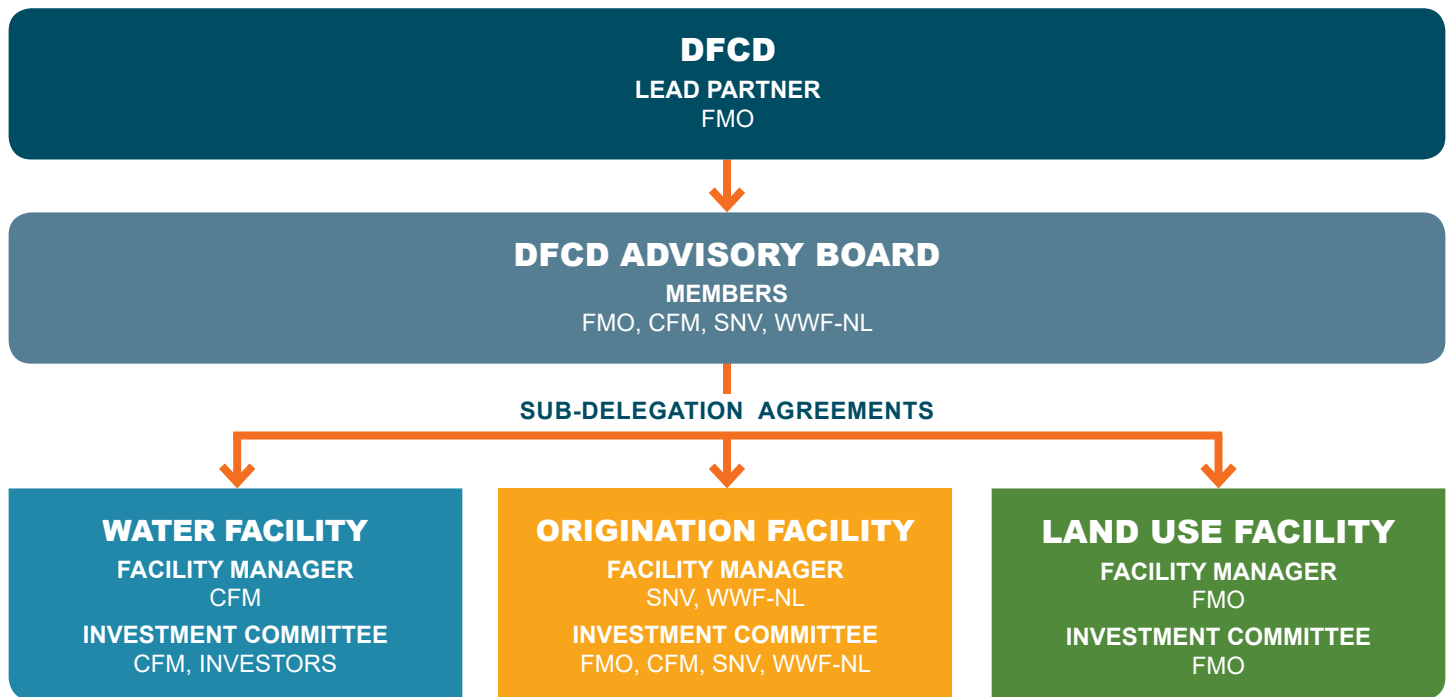 DFCD
LEAD PARTNER
FMO
DFCD ADVISORY BOARD
MEMBERS
FMO, CFM, SNV, WWF-NL
SUB-DELEGATION AGREEMENTS
WATER FACILITY
FACILITY MANAGER
CFM
INVESTMENT COMMITTEE
CFM, INVESTORS
ORIGINATION FACILITY
FACILITY MANAGER
SNV, WWF-NL
INVESTMENT COMMITTEE
FMO, CFM, SNV, WWF-NL
LAND USE FACILITY
FACILITY MANAGER
FMO
INVESTMENT COMMITTEE
FMO